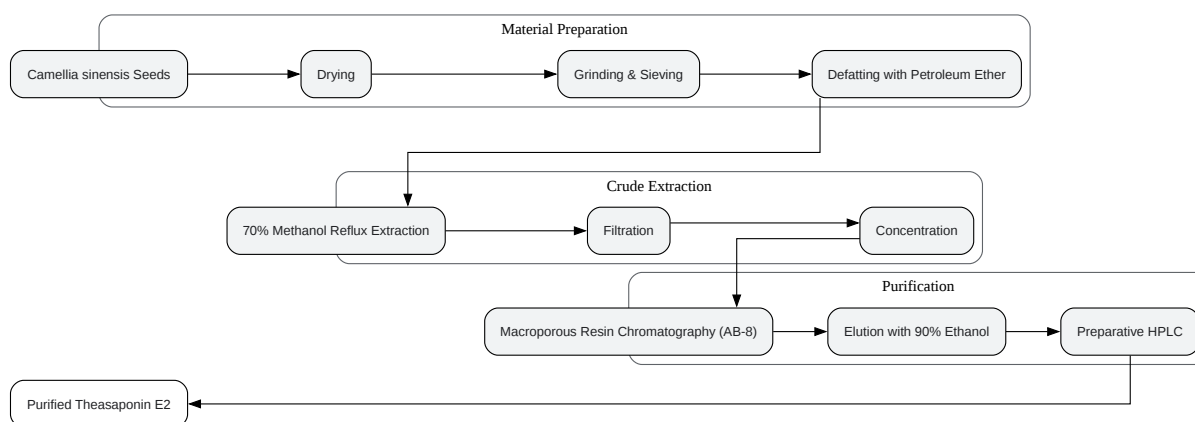 Material Preparation
Camellia sinensis Seeds
Drying
Grinding & Sieving
Defatting with Petroleum Ether
Crude Extraction
70% Methanol Reflux Extraction
Filtration
Concentration
Purification
Macroporous Resin Chromatography (AB-8)
Elution with 90% Ethanol
Preparative HPLC
Purified Theasaponin E2